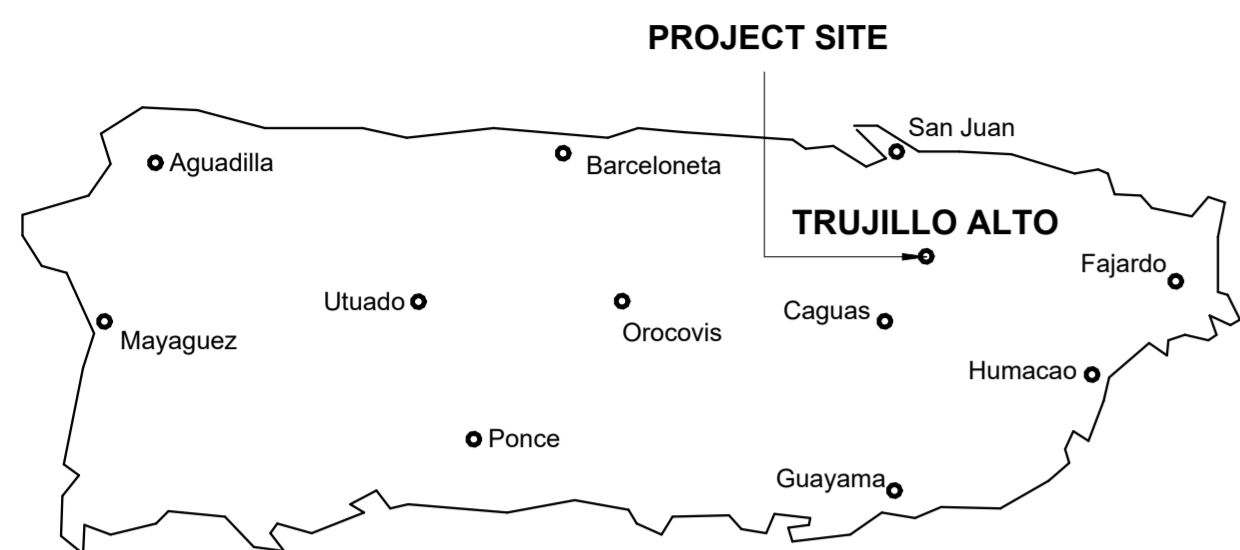 PROJECT SITE
San Juan
Aguadilla
Barceloneta
TRUJILLO ALTO
Fajardo
Utuado
Caguas
Orocovis
Mayaguez
Humacao
Ponce
Guayama